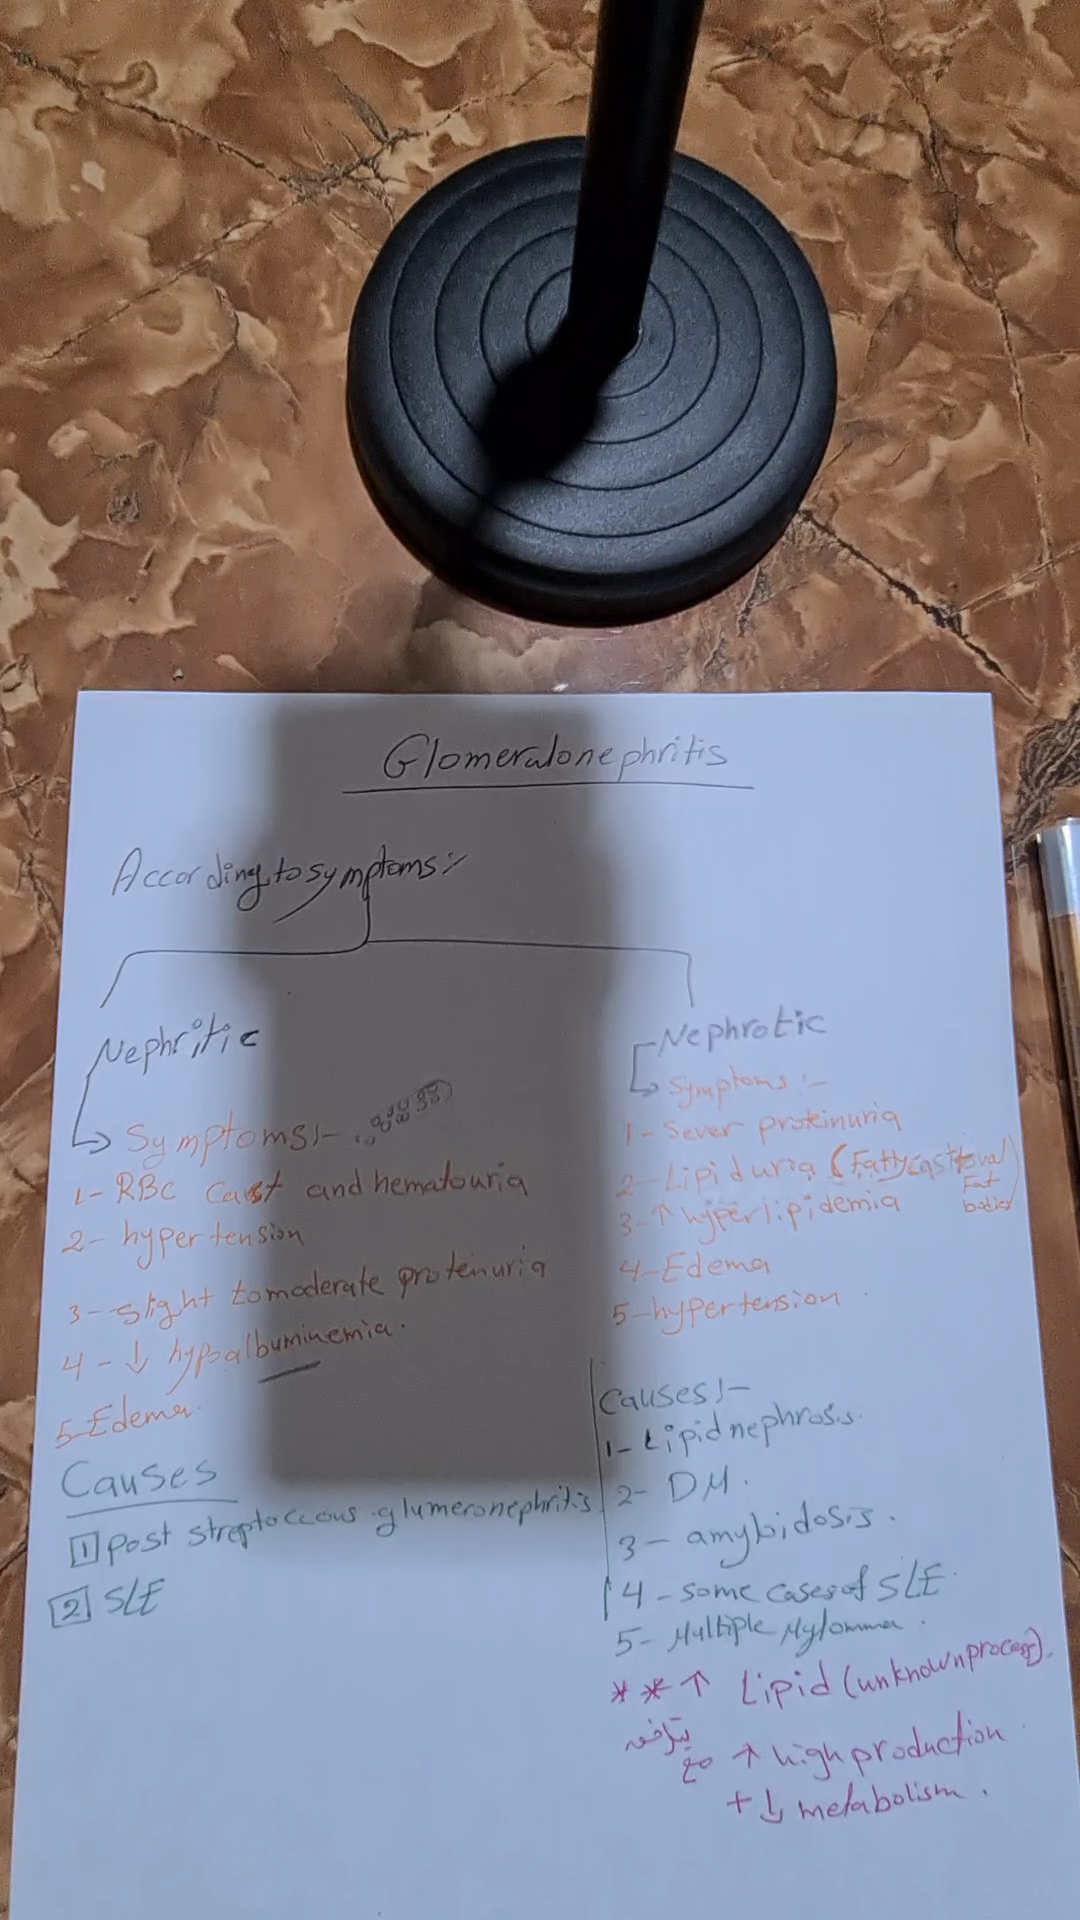 Glomeralonephritis
According to symptoms:-
Nephritic
Symptoms:-
1- RBC Cast and hematouria
2- hypertension
3- slight to moderate protenuria
4- ↓ hypoalbuminemia.
5- Edema.
Causes
1 post streptoccous glumeronephritis
2 SLE
Nephrotic
Symptoms:-
1- Sever proteinuria
2- Lipiduria (Fatty cast + oval Fat bodies)
3- ↑ hyperlipidemia
4- Edema
5- hypertension.
Causes:-
1- Lipid nephrosis.
2- DM.
3- amyloidosis.
4- some cases of SLE.
5- Multiple Mylomma.
** ↑ Lipid (unknown process).
بترافق مع ↑ high production
+ ↓ metabolism.